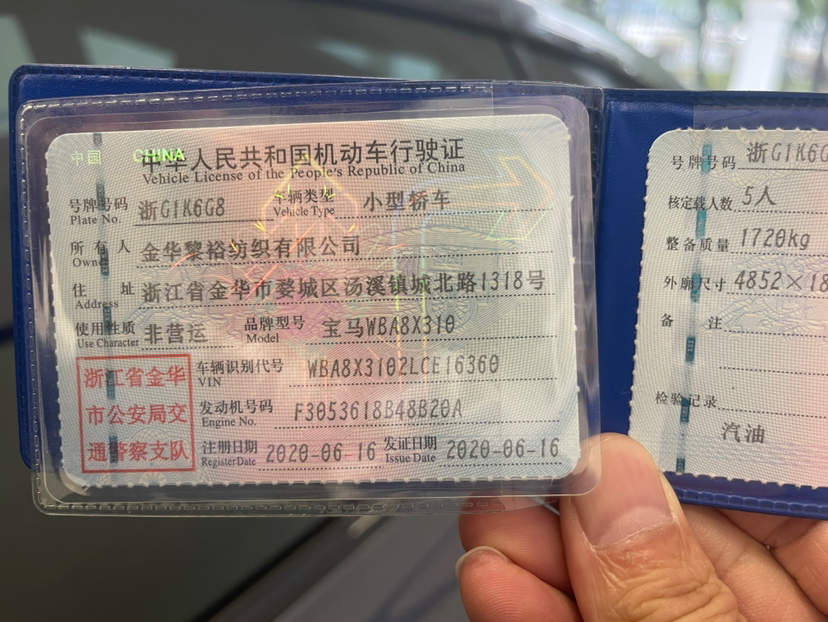 中国 CHINA
中华人民共和国机动车行驶证
Vehicle License of the People's Republic of China
号牌号码 浙G1K6G8 车辆类型 小型轿车
Plate No. Vehicle Type
所有人 金华黎裕纺织有限公司
Owner
住址 浙江省金华市婺城区汤溪镇城北路1318号
Address
使用性质 非营运 品牌型号 宝马WBA8X310
Use Character Model
浙江省金华
市公安局交
通警察支队
车辆识别代号 WBA8X3102LCE16360
VIN
发动机号码 F3053618B48B20A
Engine No.
注册日期 2020-06-16 发证日期 2020-06-16
Register Date Issue Date
号牌号码 浙G1K6G
核定载人数 5人
整备质量 1720kg
外廓尺寸 4852×18
备注
检验记录
汽油